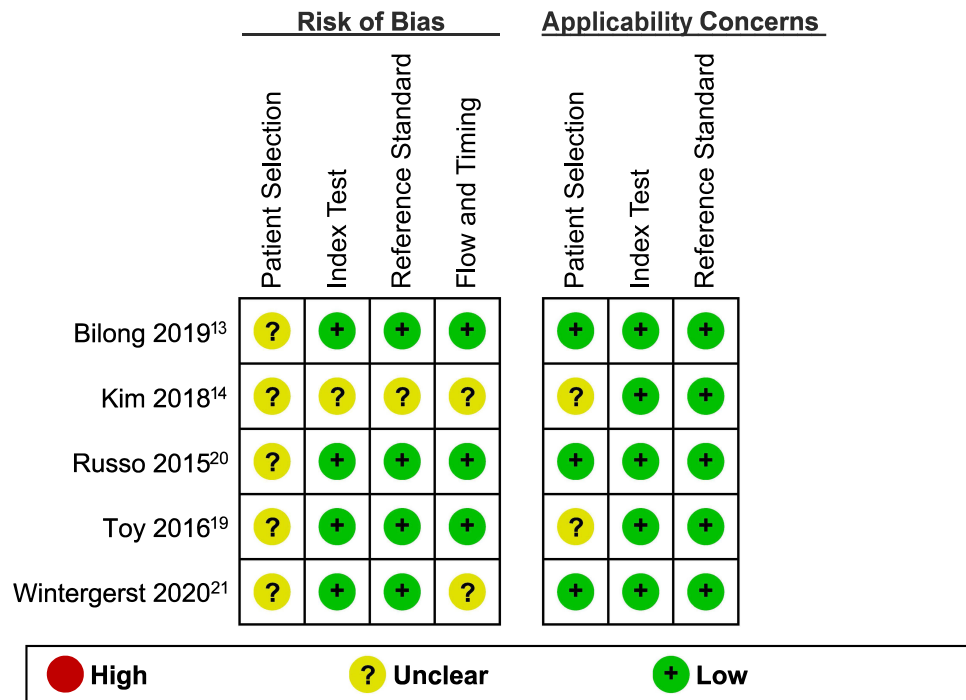 Risk of Bias
Applicability Concerns
Patient Selection
Index Test
Reference Standard
Flow and Timing
Patient Selection
Index Test
Reference Standard
Bilong 2019¹³ ? + + + + + +
Kim 2018¹⁴ ? ? ? ? ? + +
Russo 2015²⁰ ? + + + + + +
Toy 2016¹⁹ ? + + + ? + +
Wintergerst 2020²¹ ? + + ? + + +
High ? Unclear + Low